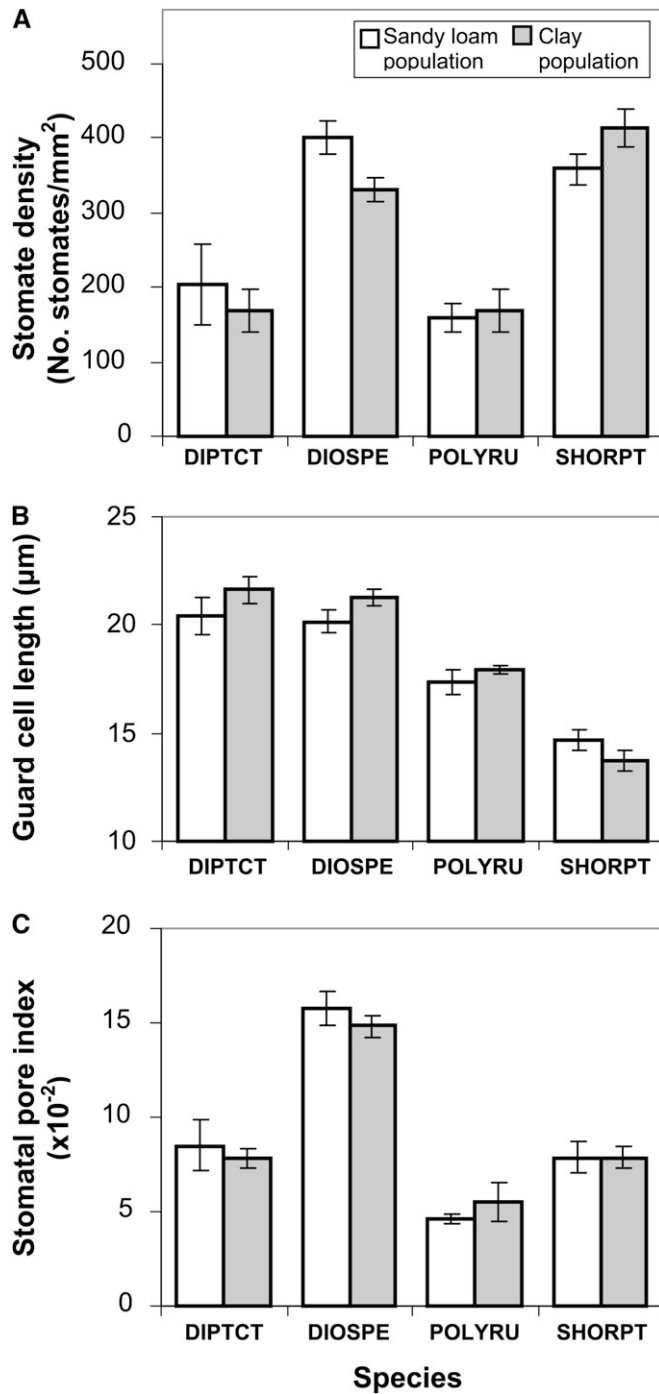 A
Sandy loam population
Clay population
Stomate density
(No. stomates/mm²)
500
400
300
200
100
0
DIPTCT DIOSPE POLYRU SHORPT
B
Guard cell length (µm)
25
20
15
10
DIPTCT DIOSPE POLYRU SHORPT
C
Stomatal pore index
(x10⁻²)
20
15
10
5
0
DIPTCT DIOSPE POLYRU SHORPT
Species